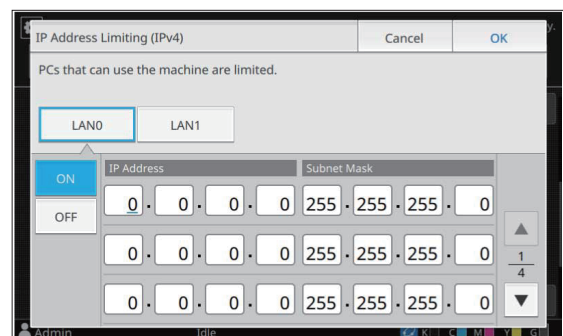 IP Address Limiting (IPv4) Cancel OK
PCs that can use the machine are limited.
LAN0 LAN1
ON IP Address Subnet Mask
0 . 0 . 0 . 0 255 . 255 . 255 . 0
OFF
0 . 0 . 0 . 0 255 . 255 . 255 . 0
1
4
0 . 0 . 0 . 0 255 . 255 . 255 . 0
Admin Idle K C M Y G